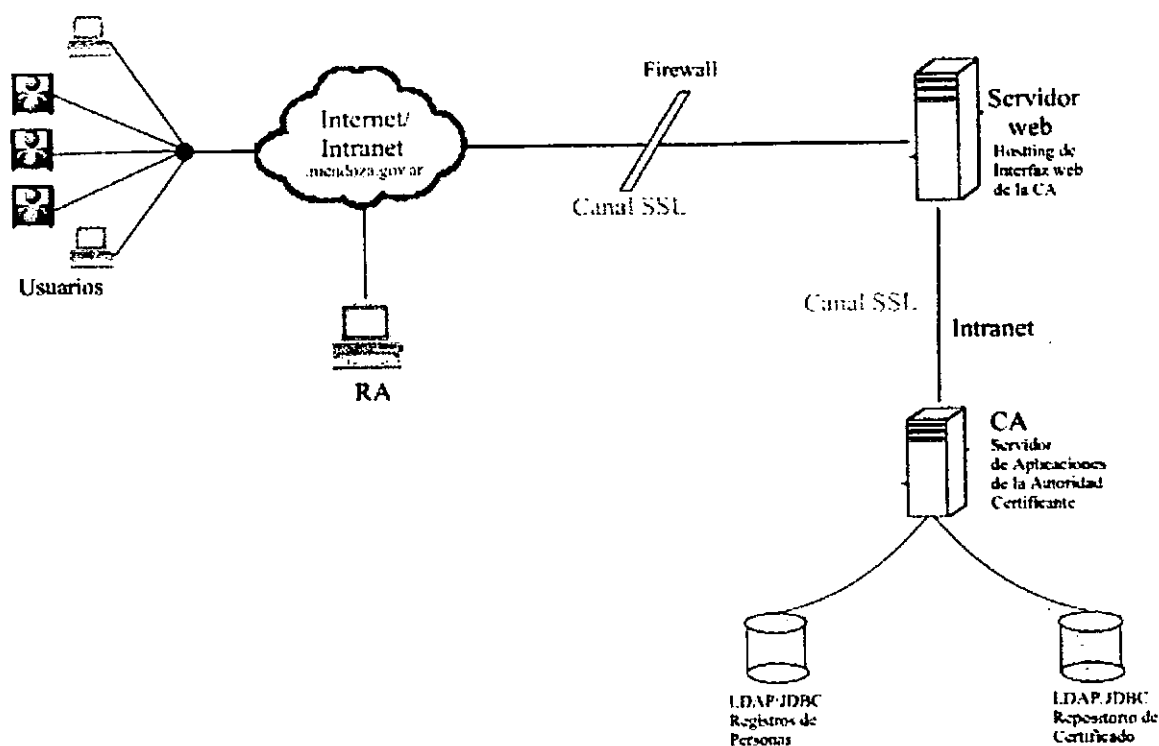 Firewall
Internet/
Intranet
.mendoza.gov.ar
Canal SSL
Servidor
web
Hostring de
Interfaz web
de la CA
Usuarios
RA
Canal SSL
Intranet
CA
Servidor
de Aplicaciones
de la Autoridad
Certificante
LDAP/JDBC
Registros de
Personas
LDAP/JDBC
Repositorio de
Certificado